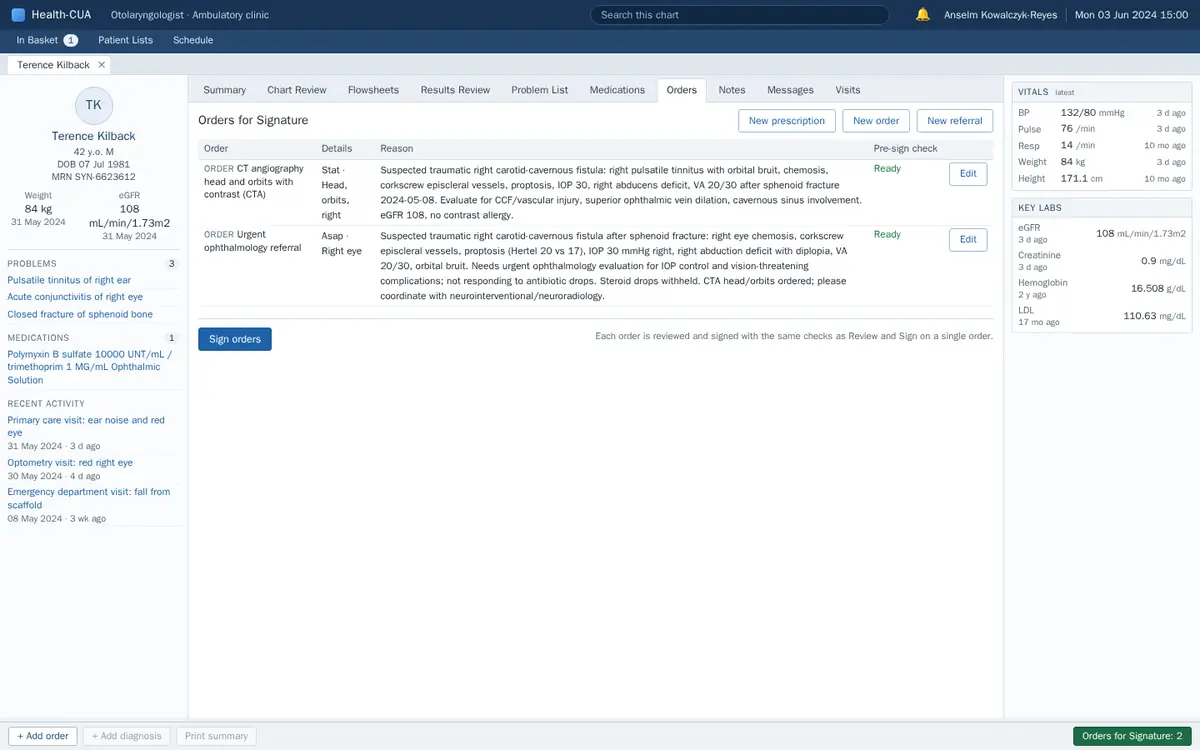 Health-CUA
Otolaryngologist · Ambulatory clinic
Search this chart
Anselm Kowalczyk-Reyes
Mon 03 Jun 2024 15:00
In Basket 1
Patient Lists
Schedule
Terence Kilback ×
TK
Terence Kilback
42 y.o. M
DOB 07 Jul 1981
MRN SYN-6623612
Weight
84 kg
31 May 2024
eGFR
108
mL/min/1.73m2
31 May 2024
PROBLEMS 3
Pulsatile tinnitus of right ear
Acute conjunctivitis of right eye
Closed fracture of sphenoid bone
MEDICATIONS 1
Polymyxin B sulfate 10000 UNT/mL /
trimethoprim 1 MG/mL Ophthalmic
Solution
RECENT ACTIVITY
Primary care visit: ear noise and red
eye
31 May 2024 · 3 d ago
Optometry visit: red right eye
30 May 2024 · 4 d ago
Emergency department visit: fall from
scaffold
08 May 2024 · 3 wk ago
Summary
Chart Review
Flowsheets
Results Review
Problem List
Medications
Orders
Notes
Messages
Visits
Orders for Signature
New prescription
New order
New referral
Order
Details
Reason
Pre-sign check
ORDER CT angiography
head and orbits with
contrast (CTA)
Stat ·
Head,
orbits,
right
Suspected traumatic right carotid-cavernous fistula: right pulsatile tinnitus with orbital bruit, chemosis,
corkscrew episcleral vessels, proptosis, IOP 30, right abducens deficit, VA 20/30 after sphenoid fracture
2024-05-08. Evaluate for CCF/vascular injury, superior ophthalmic vein dilation, cavernous sinus involvement.
eGFR 108, no contrast allergy.
Ready
Edit
ORDER Urgent
ophthalmology referral
Asap ·
Right eye
Suspected traumatic right carotid-cavernous fistula after sphenoid fracture: right eye chemosis, corkscrew
episcleral vessels, proptosis (Hertel 20 vs 17), IOP 30 mmHg right, right abduction deficit with diplopia, VA
20/30, orbital bruit. Needs urgent ophthalmology evaluation for IOP control and vision-threatening
complications; not responding to antibiotic drops. Steroid drops withheld. CTA head/orbits ordered; please
coordinate with neurointerventional/neuroradiology.
Ready
Edit
Sign orders
Each order is reviewed and signed with the same checks as Review and Sign on a single order.
VITALS latest
BP 132/80 mmHg 3 d ago
Pulse 76 /min 3 d ago
Resp 14 /min 10 mo ago
Weight 84 kg 3 d ago
Height 171.1 cm 10 mo ago
KEY LABS
eGFR
3 d ago
108 mL/min/1.73m2
Creatinine
3 d ago
0.9 mg/dL
Hemoglobin
2 y ago
16.508 g/dL
LDL
17 mo ago
110.63 mg/dL
+ Add order
+ Add diagnosis
Print summary
Orders for Signature: 2